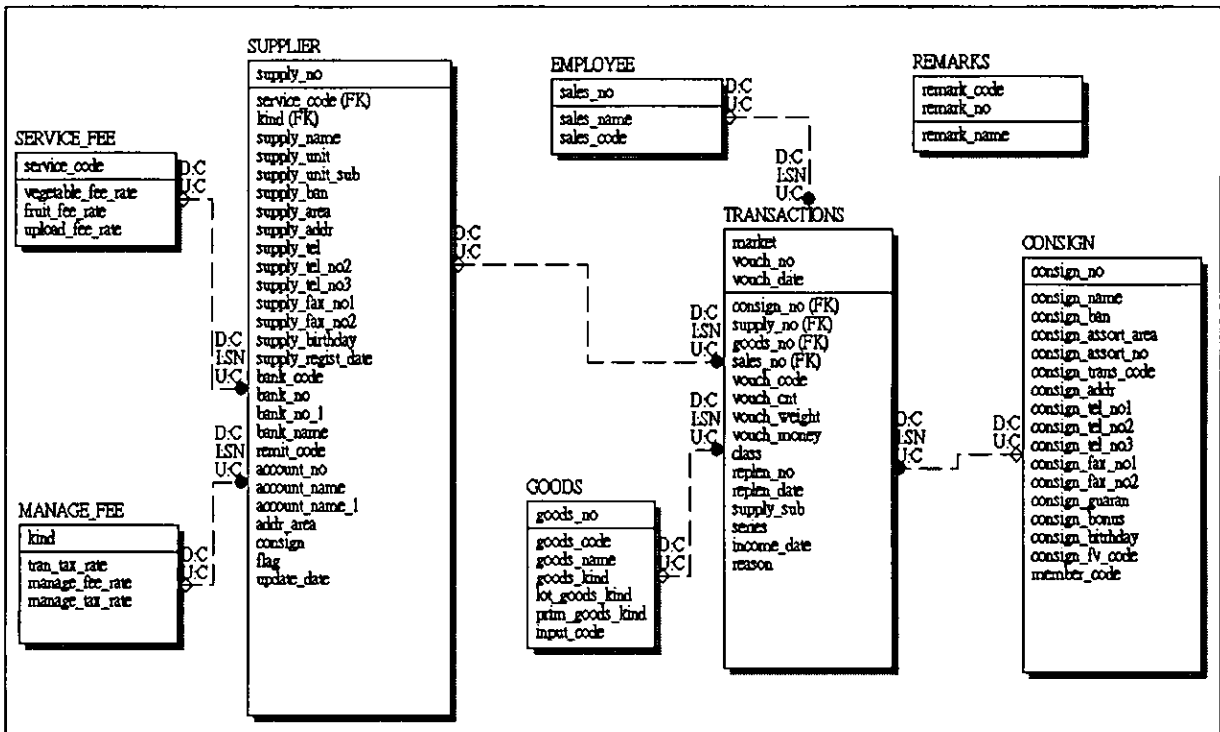 SUPPLIER
supply_no
service_code (FK)
kind (FK)
supply_name
supply_unit
supply_unit_sub
supply_ban
supply_area
supply_addr
supply_tel
supply_tel_no2
supply_tel_no3
supply_fax_no1
supply_fax_no2
supply_birthday
supply_regist_date
bank_code
bank_no
bank_no_1
bank_name
remit_code
account_no
account_name
account_name_1
addr_area
consign
flag
update_date
SERVICE_FEE
service_code
vegetable_fee_rate
fruit_fee_rate
upload_fee_rate
D:C
U:C
D:C
I:SN
U:C
MANAGE_FEE
kind
tran_tax_rate
manage_fee_rate
manage_tax_rate
D:C
U:C
D:C
I:SN
U:C
EMPLOYEE
sales_no
sales_name
sales_code
D:C
U:C
D:C
I:SN
U:C
REMARKS
remark_code
remark_no
remark_name
D:C
U:C
D:C
I:SN
U:C
TRANSACTIONS
market
vouch_no
vouch_date
consign_no (FK)
supply_no (FK)
goods_no (FK)
sales_no (FK)
vouch_code
vouch_cnt
vouch_weight
vouch_money
class
replen_no
replen_date
supply_sub
series
income_date
reason
GOODS
goods_no
goods_code
goods_name
goods_kind
lot_goods_kind
prim_goods_kind
input_code
D:C
U:C
D:C
I:SN
U:C
CONSIGN
consign_no
consign_name
consign_ban
consign_assort_area
consign_assort_no
consign_trans_code
consign_addr
consign_tel_no1
consign_tel_no2
consign_tel_no3
consign_fax_no1
consign_fax_no2
consign_guaran
consign_bonus
consign_birthday
consign_fv_code
member_code
D:C
I:SN
U:C
D:C
U:C